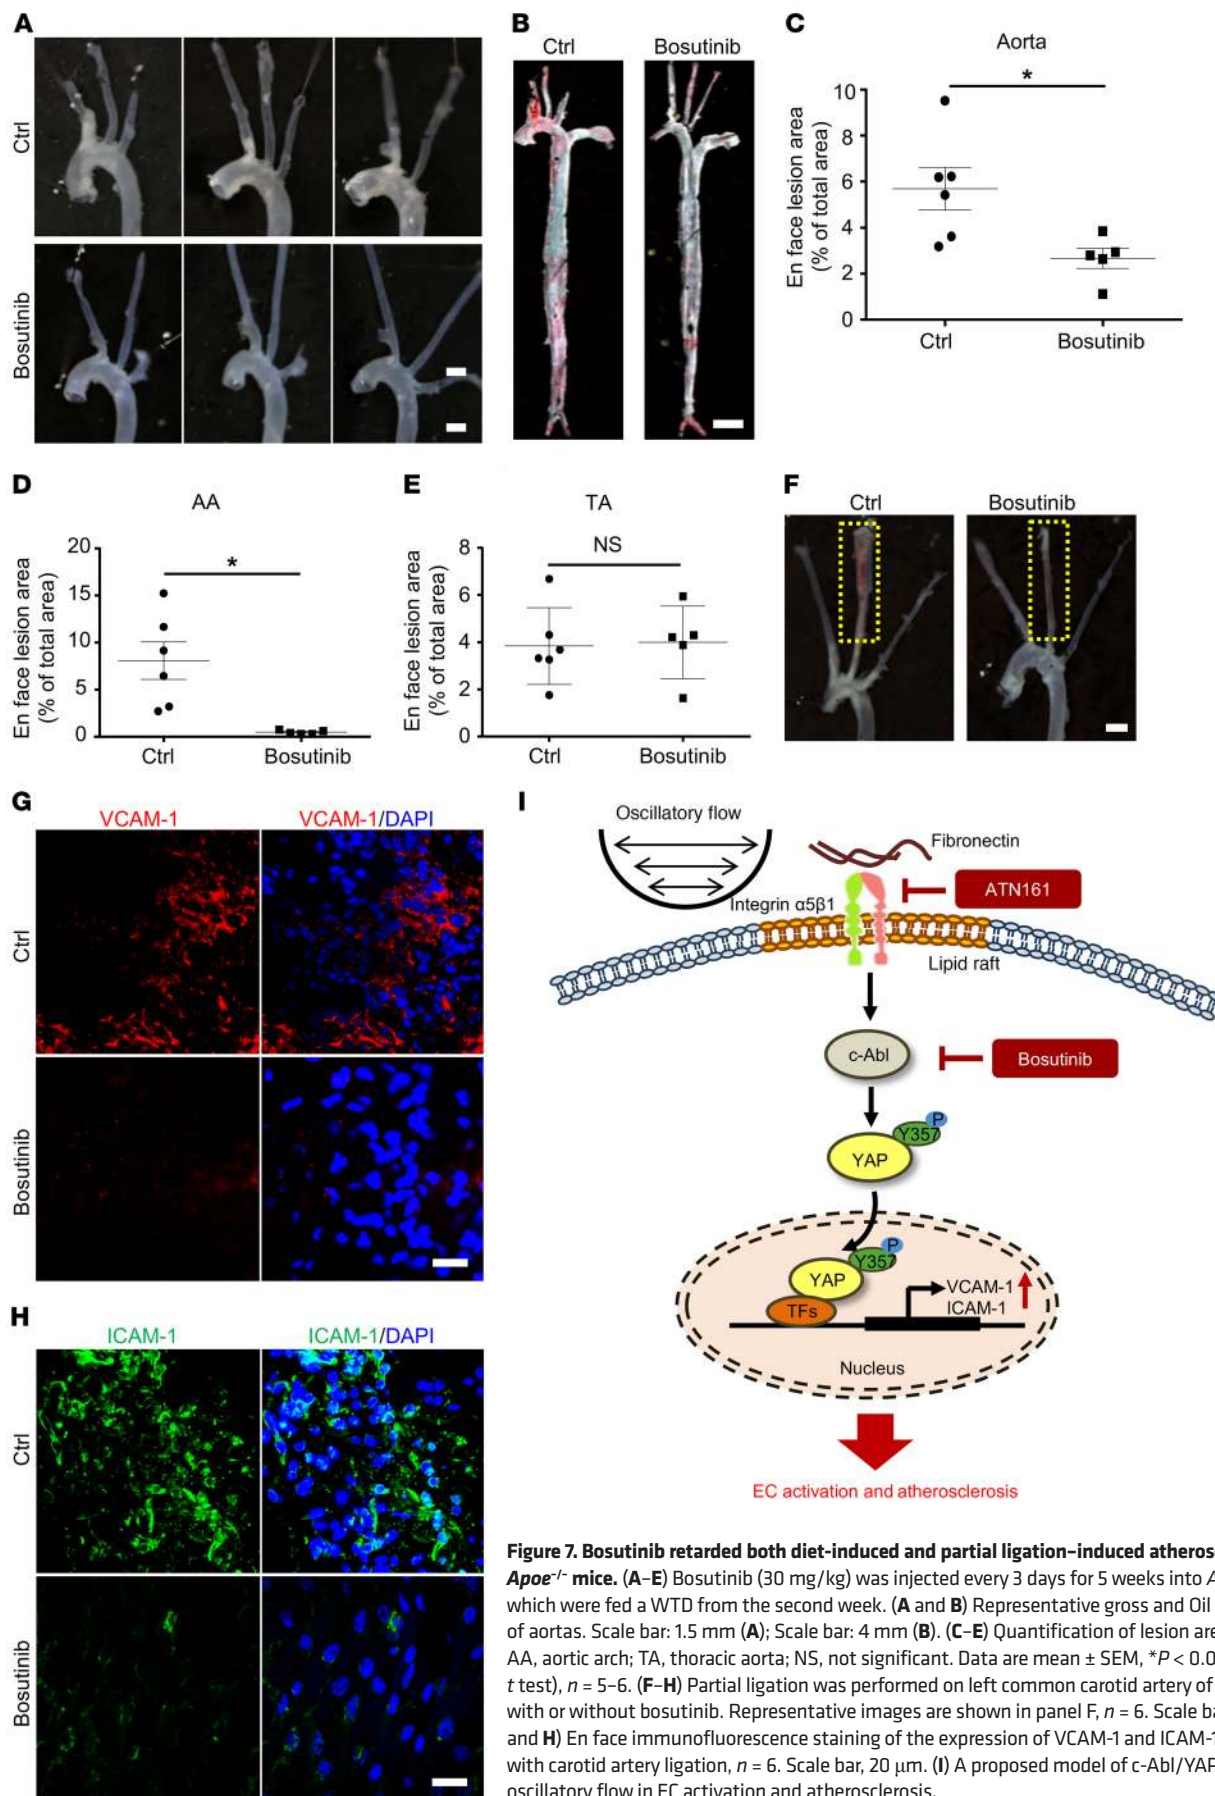 A
Ctrl
Bosutinib
B
Ctrl
Bosutinib
C
Aorta
*
En face lesion area
(% of total area)
10
8
6
4
2
0
Ctrl
Bosutinib
D
AA
*
En face lesion area
(% of total area)
20
15
10
5
0
Ctrl
Bosutinib
E
TA
NS
En face lesion area
(% of total area)
8
6
4
2
0
Ctrl
Bosutinib
F
Ctrl
Bosutinib
G
VCAM-1
VCAM-1/DAPI
Ctrl
Bosutinib
H
ICAM-1
ICAM-1/DAPI
Ctrl
Bosutinib
I
Oscillatory flow
Fibronectin
ATN161
Integrin α5β1
Lipid raft
c-Abl
Bosutinib
P
Y357
YAP
P
Y357
YAP
TFs
VCAM-1
ICAM-1
Nucleus
EC activation and atherosclerosis
Figure 7. Bosutinib retarded both diet-induced and partial ligation–induced atheros
Apoe-/- mice. (A–E) Bosutinib (30 mg/kg) was injected every 3 days for 5 weeks into A
which were fed a WTD from the second week. (A and B) Representative gross and Oil
of aortas. Scale bar: 1.5 mm (A); Scale bar: 4 mm (B). (C–E) Quantification of lesion are
AA, aortic arch; TA, thoracic aorta; NS, not significant. Data are mean ± SEM, *P < 0.0
t test), n = 5–6. (F–H) Partial ligation was performed on left common carotid artery of
with or without bosutinib. Representative images are shown in panel F, n = 6. Scale ba
and H) En face immunofluorescence staining of the expression of VCAM-1 and ICAM-1
with carotid artery ligation, n = 6. Scale bar, 20 μm. (I) A proposed model of c-Abl/YAP
oscillatory flow in EC activation and atherosclerosis.